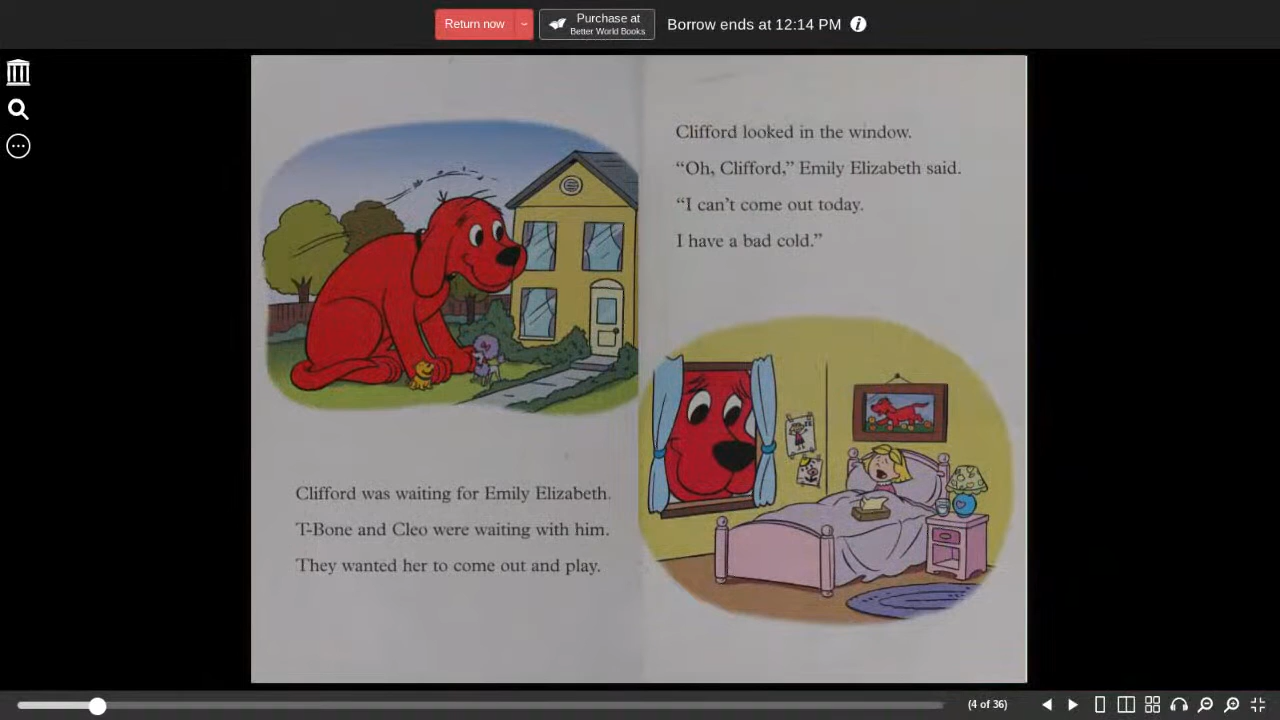 Return now
Purchase at
Better World Books
Borrow ends at 12:14 PM
Clifford was waiting for Emily Elizabeth.
T-Bone and Cleo were waiting with him.
They wanted her to come out and play.
Clifford looked in the window.
“Oh, Clifford,” Emily Elizabeth said.
“I can’t come out today.
I have a bad cold.”
(4 of 36)